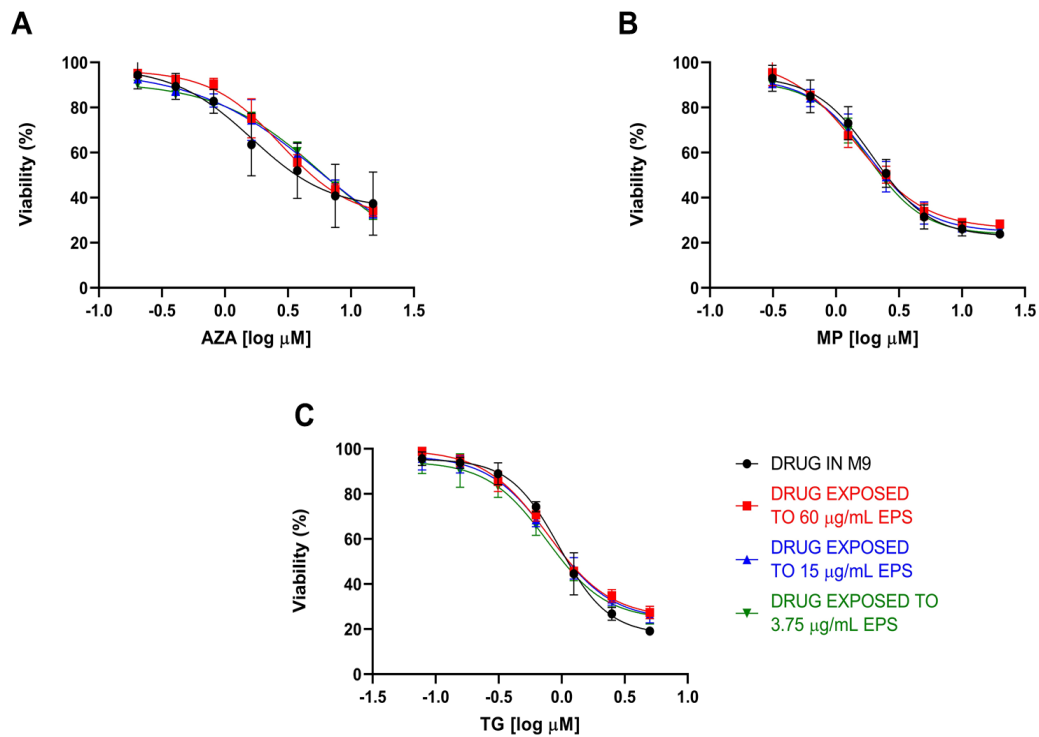 A
100
80
60
40
20
0
Viability (%)
-1.0 -0.5 0.0 0.5 1.0 1.5
AZA [log μM]
B
100
80
60
40
20
0
Viability (%)
-1.0 -0.5 0.0 0.5 1.0 1.5
MP [log μM]
C
100
80
60
40
20
0
Viability (%)
-1.5 -1.0 -0.5 0.0 0.5 1.0
TG [log μM]
DRUG IN M9
DRUG EXPOSED
TO 60 μg/mL EPS
DRUG EXPOSED
TO 15 μg/mL EPS
DRUG EXPOSED TO
3.75 μg/mL EPS